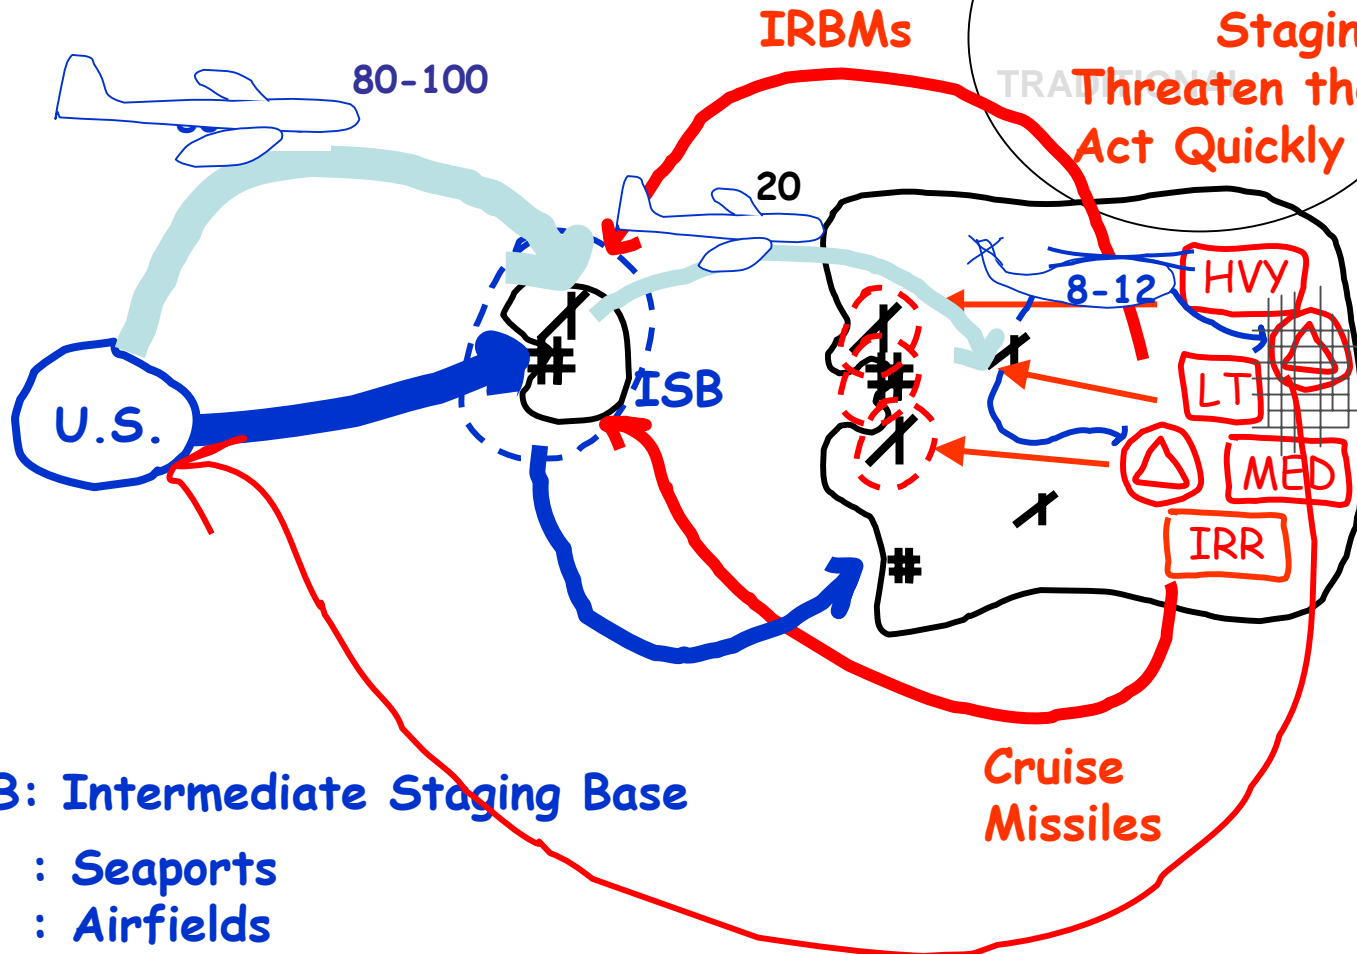 IRBMs
Stagin
TRADITIONAL
Threaten th
Act Quickly
80-100
20
8-12
HVY
LT
MED
IRR
ISB
U.S.
Cruise
Missiles
B: Intermediate Staging Base
: Seaports
: Airfields